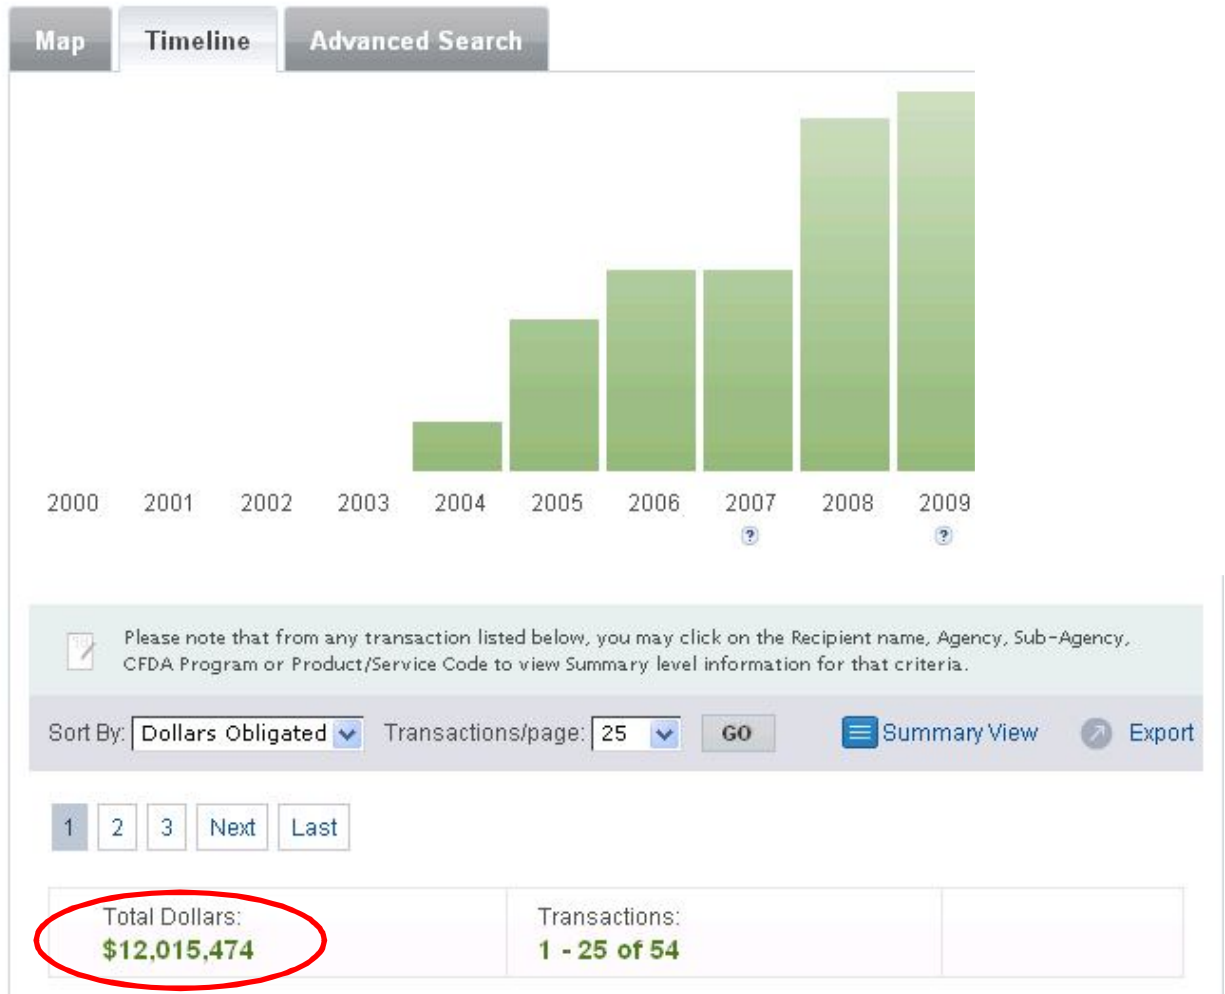 Map Timeline Advanced Search
2000 2001 2002 2003 2004 2005 2006 2007 2008 2009
? ?
Please note that from any transaction listed below, you may click on the Recipient name, Agency, Sub-Agency,
CFDA Program or Product/Service Code to view Summary level information for that criteria.
Sort By: Dollars Obligated Transactions/page: 25 GO Summary View Export
1 2 3 Next Last
Total Dollars: Transactions:
$12,015,474 1 - 25 of 54